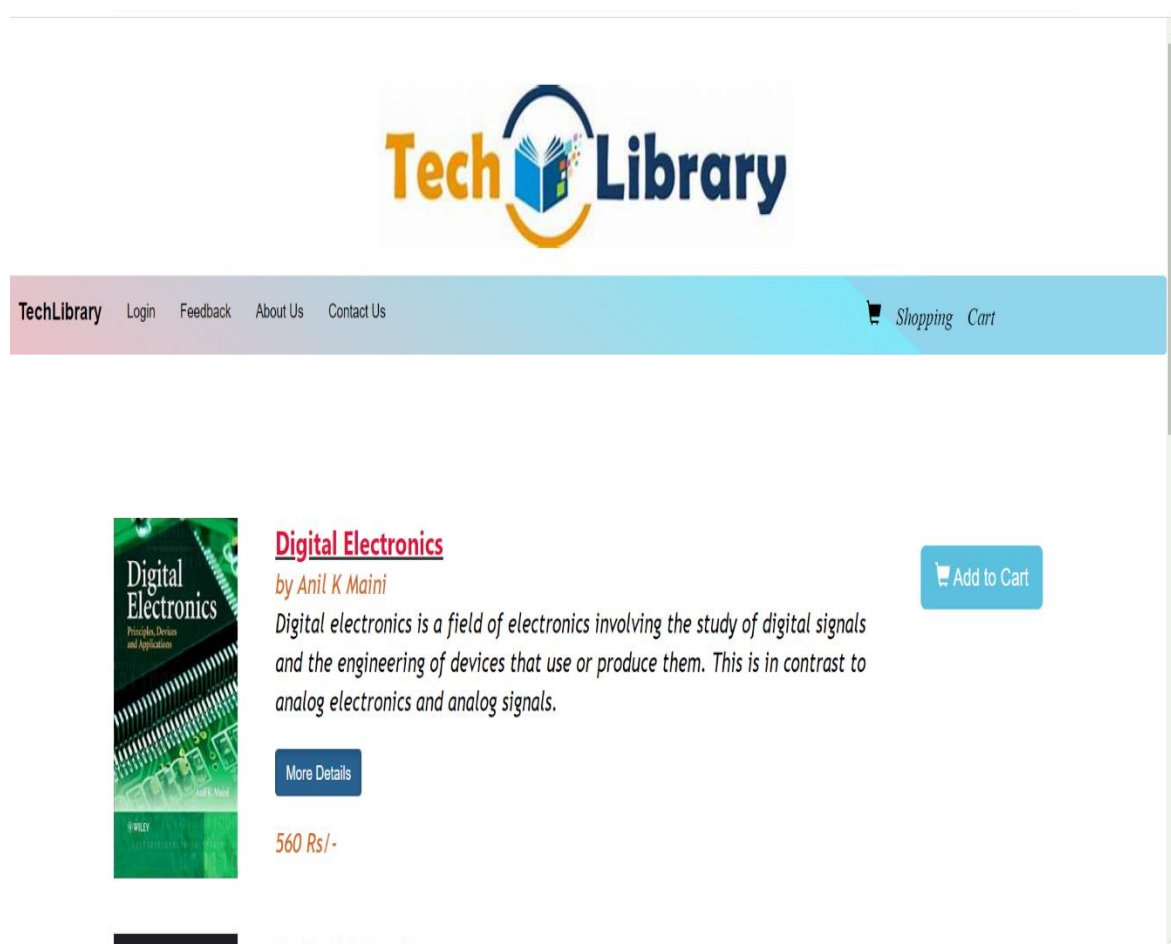 Tech Library
TechLibrary Login Feedback About Us Contact Us Shopping Cart
Digital
Electronics
Principles, Devices
and Applications
Anil K. Maini
WILEY
Digital Electronics
by Anil K Maini
Digital electronics is a field of electronics involving the study of digital signals
and the engineering of devices that use or produce them. This is in contrast to
analog electronics and analog signals.
More Details
560 Rs/-
Add to Cart